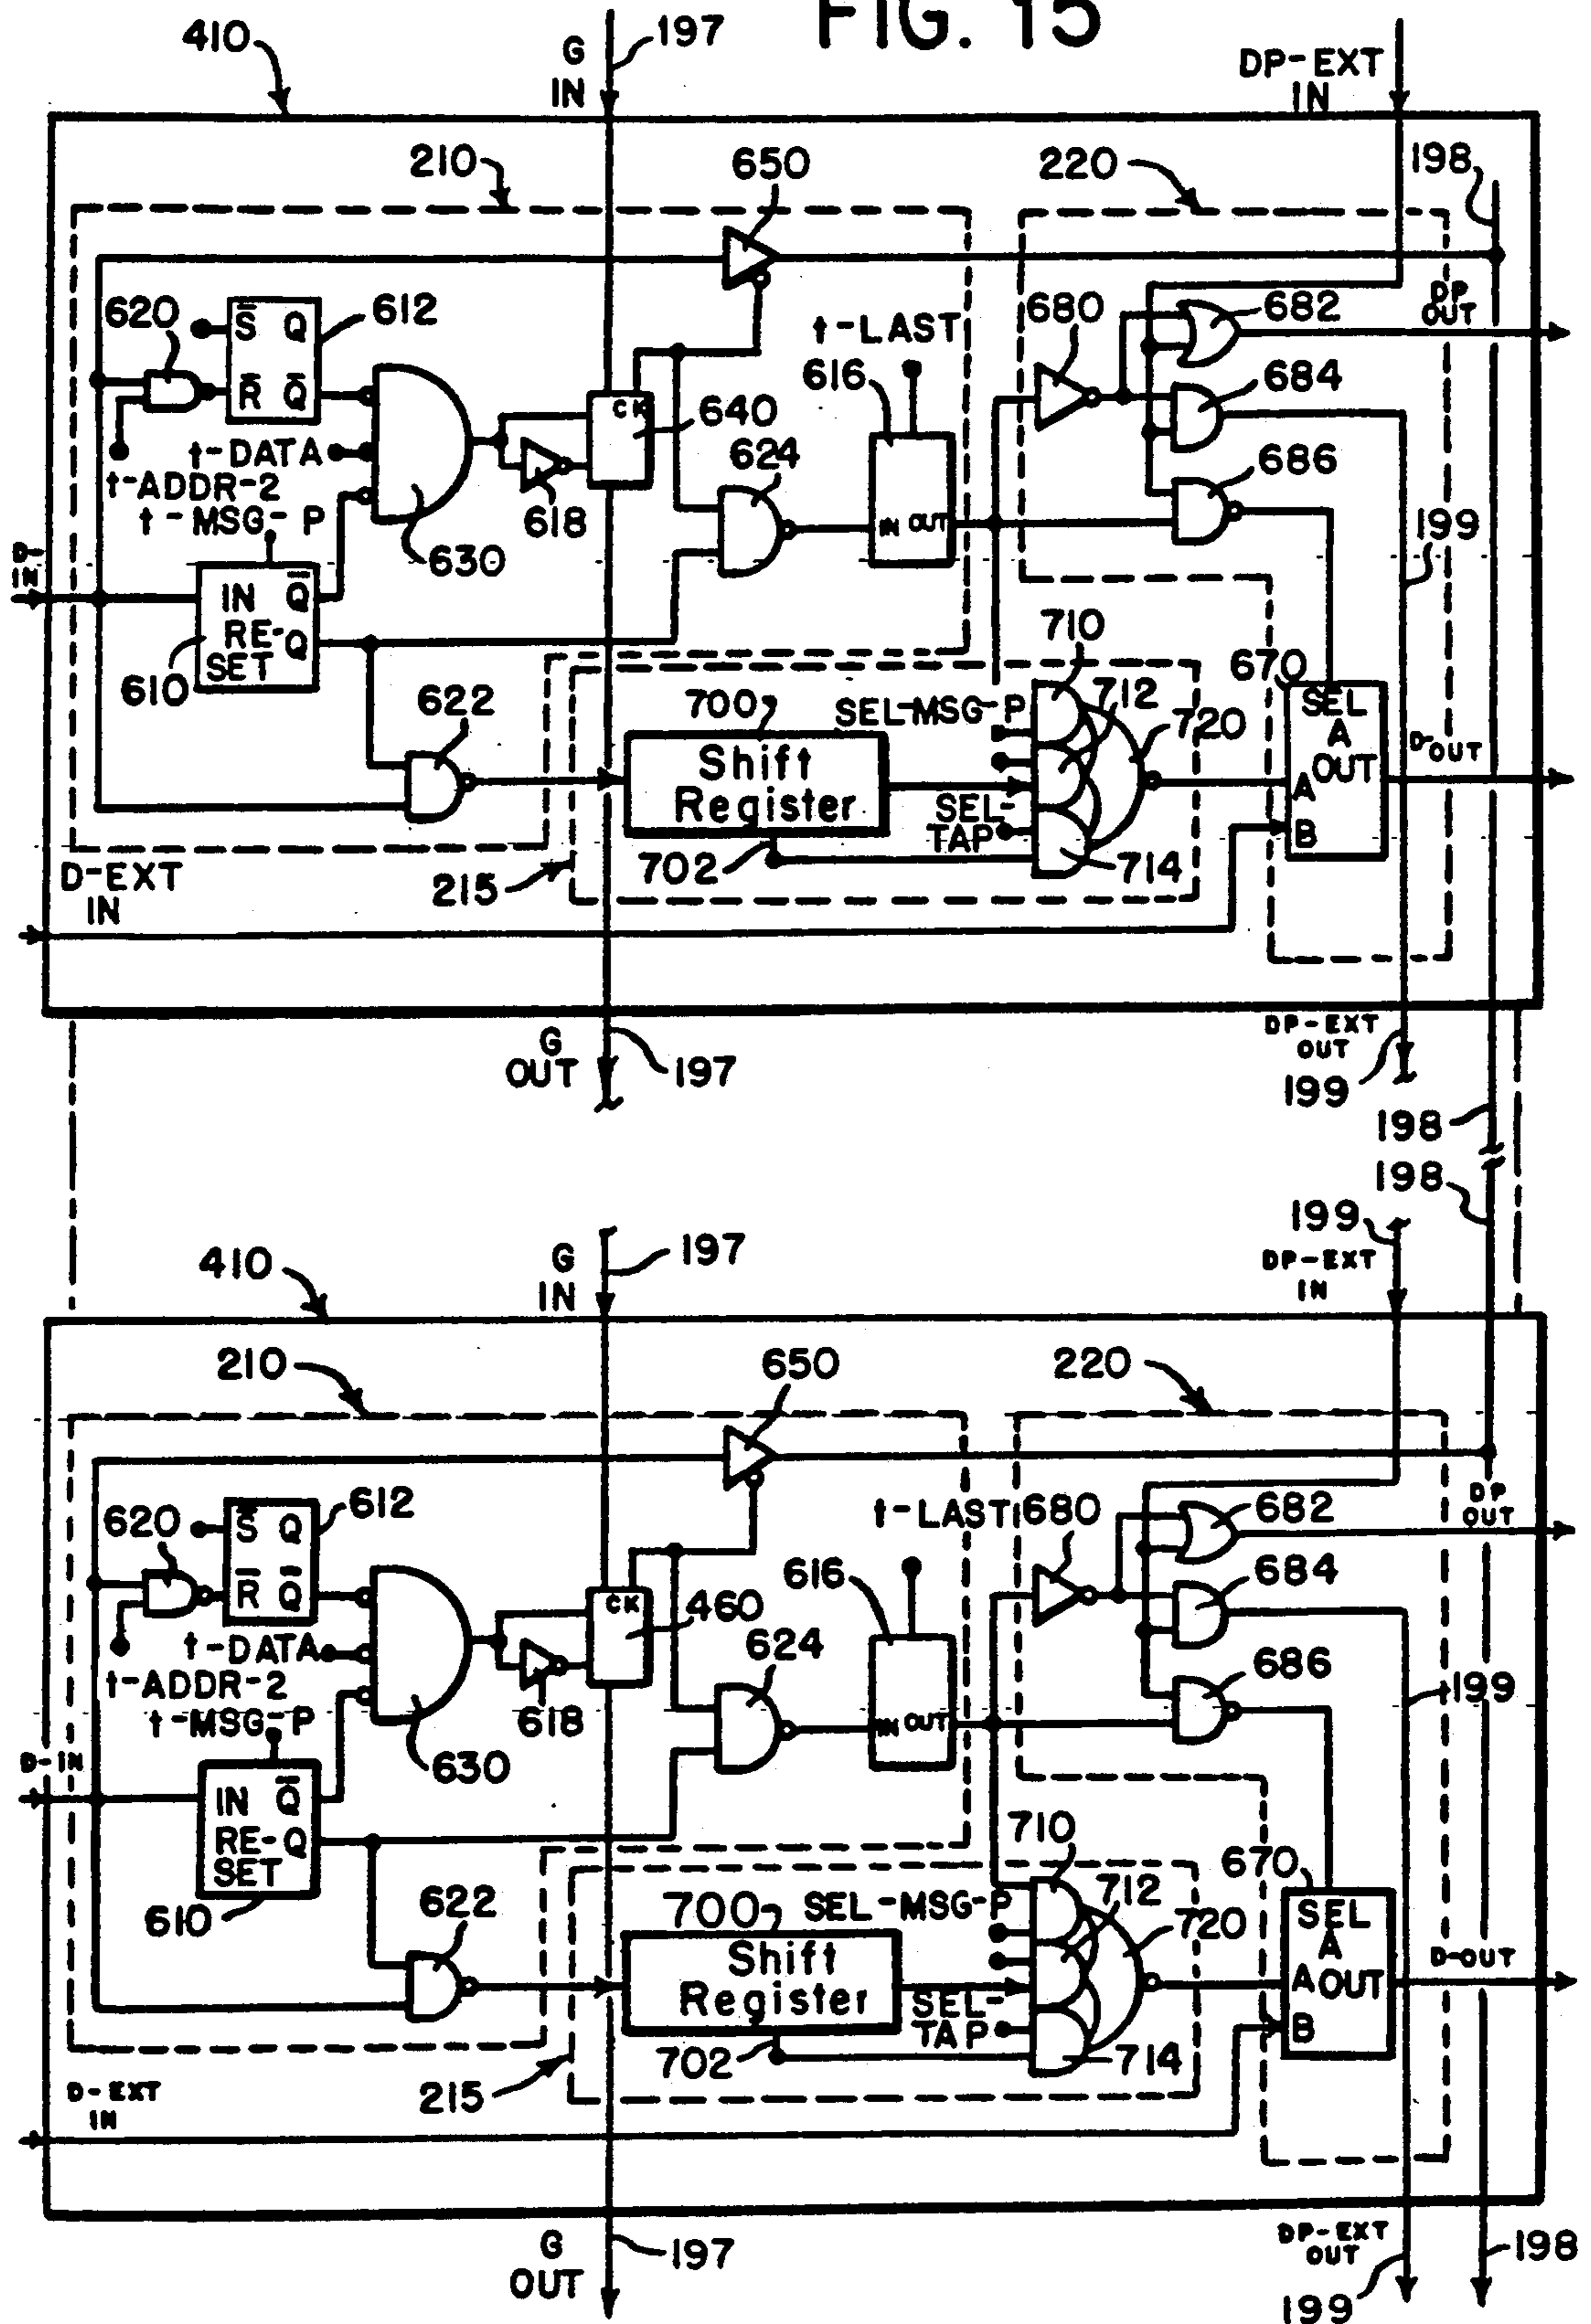 FIG. 15
410
G
IN
197
DP-EXT
IN
210
650
220
198
620
S Q
612
t-LAST
680
682
DP
OUT
R Q
616
CK
640
684
t-DATA
t-ADDR-2
618
624
686
t-MSG-P
630
IN OUT
199
D-
IN
IN Q
RE- Q
SET
610
710
670
622
700
SEL-MSG-P
712
720
SEL
A
OUT
D-OUT
Shift
Register
A
B
SEL-
TAP
702
714
D-EXT
IN
215
G
OUT
197
DP-EXT
OUT
199
198
198
199
410
G
IN
197
DP-EXT
IN
210
650
220
620
S Q
612
t-LAST
680
682
DP
OUT
R Q
616
CK
460
684
t-DATA
t-ADDR-2
618
624
686
t-MSG-P
630
IN OUT
199
D-IN
IN Q
RE- Q
SET
610
710
670
622
700
SEL-MSG-P
712
720
SEL
A
A OUT
D-OUT
Shift
Register
B
SEL-
TAP
702
714
215
D-EXT
IN
G
OUT
197
DP-EXT
OUT
199
198